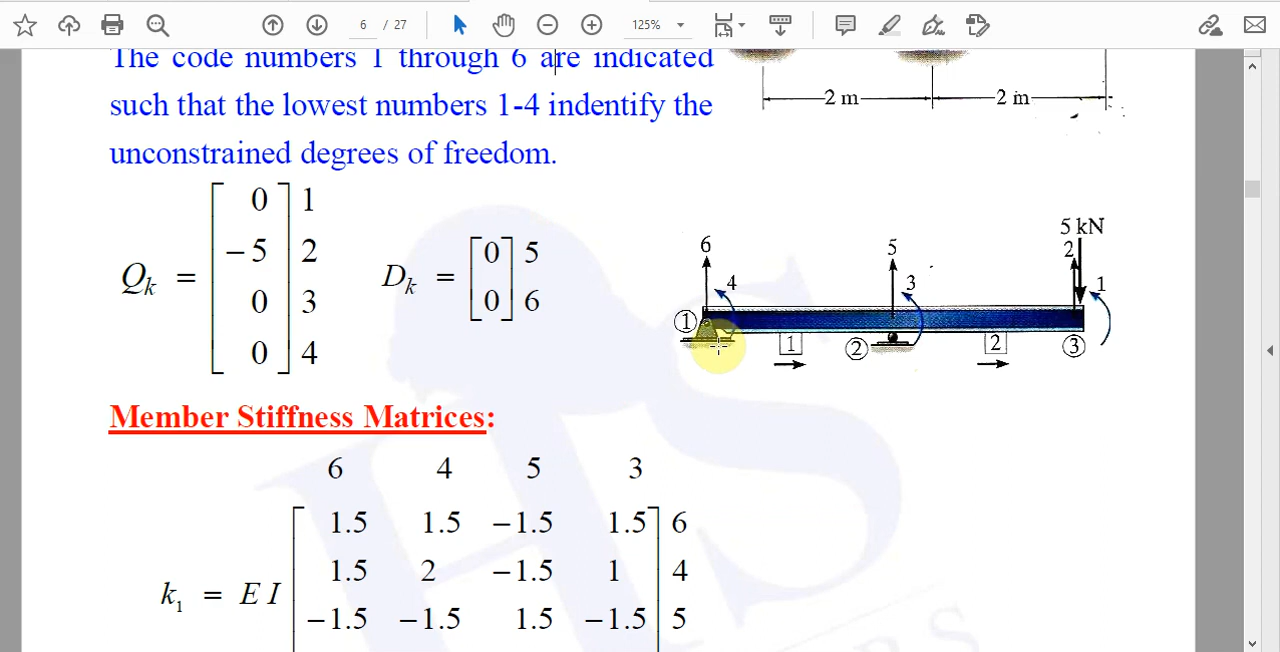 6 / 27 125%
The code numbers 1 through 6 are indicated
such that the lowest numbers 1-4 indentify the
unconstrained degrees of freedom.
2 m 2 m
Qk = [ 0 ] 1
[ −5 ] 2
[ 0 ] 3
[ 0 ] 4
Dk = [ 0 ] 5
[ 0 ] 6
5 kN
6 5 2
4 3 1
① 1 ② 2 ③
Member Stiffness Matrices:
6 4 5 3
1.5 1.5 −1.5 1.5 6
1.5 2 −1.5 1 4
k1 = E I
−1.5 −1.5 1.5 −1.5 5
HS